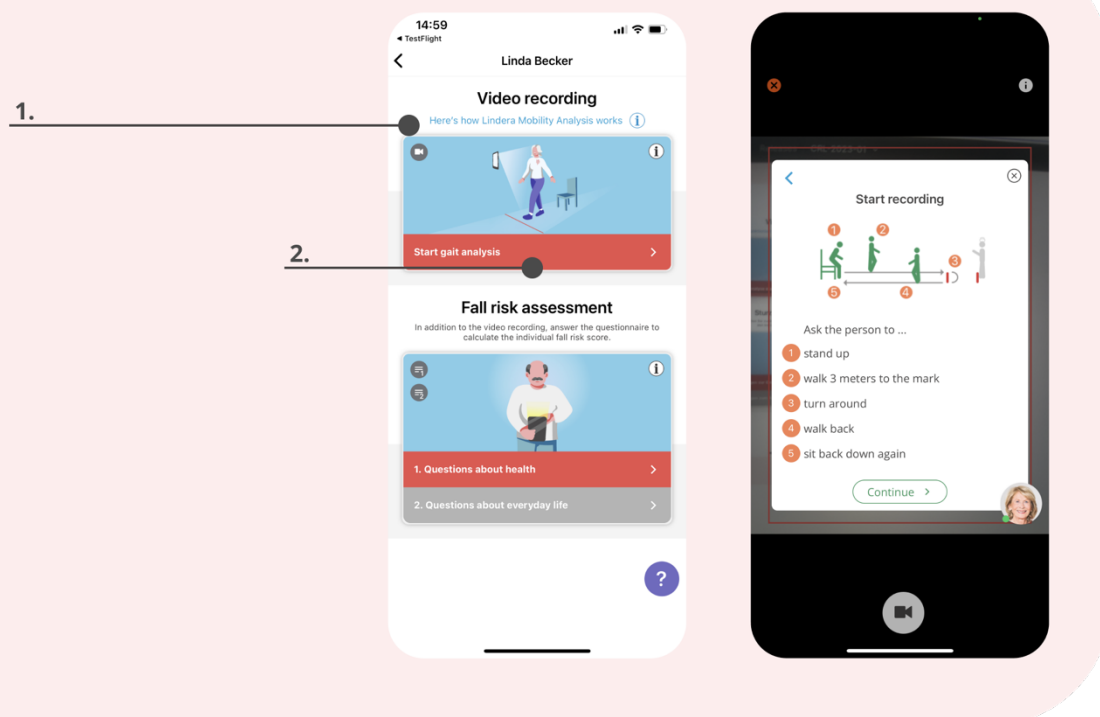 1.
2.
14:59
◄ TestFlight
Linda Becker
Video recording
Here's how Lindera Mobility Analysis works
Start gait analysis
Fall risk assessment
In addition to the video recording, answer the questionnaire to
calculate the individual fall risk score.
1. Questions about health
2. Questions about everyday life
?
CRL-2023-01
Start recording
1
2
3
4
5
Ask the person to ...
1 stand up
2 walk 3 meters to the mark
3 turn around
4 walk back
5 sit back down again
Continue